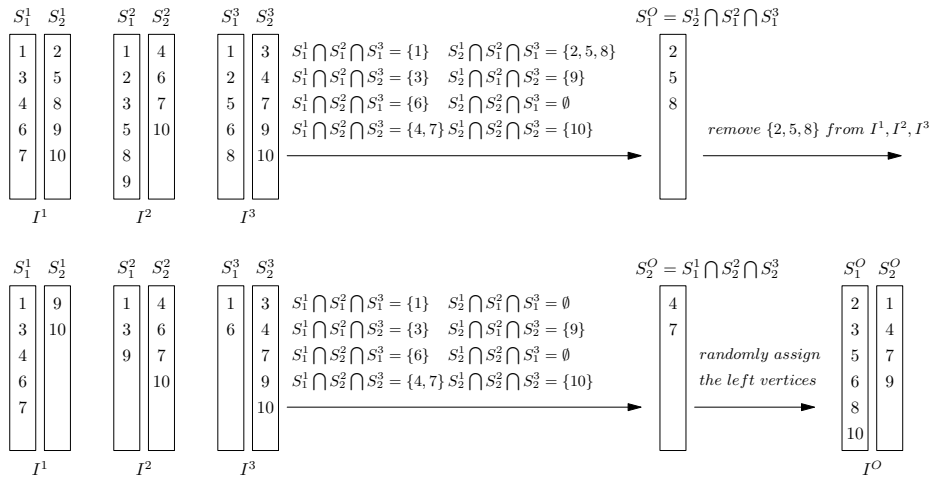 S_1^1 S_2^1 S_1^2 S_2^2 S_1^3 S_2^3 S_1^O = S_2^1 ⋂ S_1^2 ⋂ S_1^3
1 2 1 4 1 3 S_1^1 ⋂ S_1^2 ⋂ S_1^3 = {1} S_2^1 ⋂ S_1^2 ⋂ S_1^3 = {2, 5, 8} 2
3 5 2 6 2 4 S_1^1 ⋂ S_1^2 ⋂ S_2^3 = {3} S_2^1 ⋂ S_1^2 ⋂ S_2^3 = {9} 5
4 8 3 7 5 7 S_1^1 ⋂ S_2^2 ⋂ S_1^3 = {6} S_2^1 ⋂ S_2^2 ⋂ S_1^3 = ∅ 8
6 9 5 10 6 9 S_1^1 ⋂ S_2^2 ⋂ S_2^3 = {4, 7} S_2^1 ⋂ S_2^2 ⋂ S_2^3 = {10} remove {2, 5, 8} from I^1, I^2, I^3
7 10 8 8 10
9
I^1 I^2 I^3
S_1^1 S_2^1 S_1^2 S_2^2 S_1^3 S_2^3 S_2^O = S_1^1 ⋂ S_2^2 ⋂ S_2^3 S_1^O S_2^O
1 9 1 4 1 3 S_1^1 ⋂ S_1^2 ⋂ S_1^3 = {1} S_2^1 ⋂ S_1^2 ⋂ S_1^3 = ∅ 4 2 1
3 10 3 6 6 4 S_1^1 ⋂ S_1^2 ⋂ S_2^3 = {3} S_2^1 ⋂ S_1^2 ⋂ S_2^3 = {9} 7 3 4
4 9 7 7 S_1^1 ⋂ S_2^2 ⋂ S_1^3 = {6} S_2^1 ⋂ S_2^2 ⋂ S_1^3 = ∅ randomly assign 5 7
6 10 9 S_1^1 ⋂ S_2^2 ⋂ S_2^3 = {4, 7} S_2^1 ⋂ S_2^2 ⋂ S_2^3 = {10} the left vertices 6 9
7 10 8
10
I^1 I^2 I^3 I^O